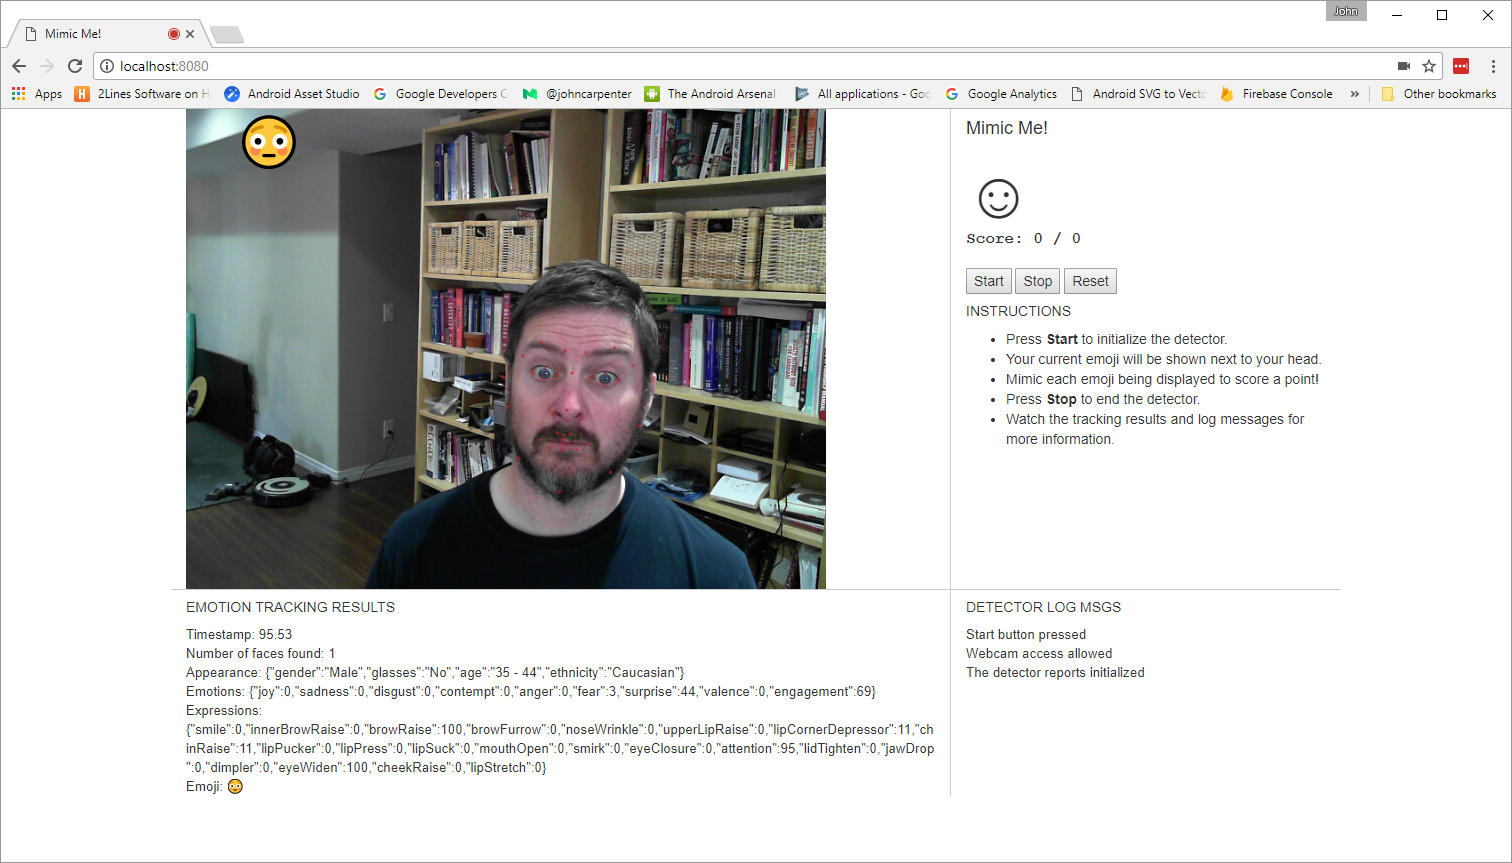 John
Mimic Me!
localhost:8080
Apps
2Lines Software on H
Android Asset Studio
Google Developers C
@johncarpenter
The Android Arsenal
All applications - Goo
Google Analytics
Android SVG to Vecto
Firebase Console
»
Other bookmarks
Mimic Me!
Score: 0 / 0
Start Stop Reset
INSTRUCTIONS
• Press Start to initialize the detector.
• Your current emoji will be shown next to your head.
• Mimic each emoji being displayed to score a point!
• Press Stop to end the detector.
• Watch the tracking results and log messages for
more information.
EMOTION TRACKING RESULTS
Timestamp: 95.53
Number of faces found: 1
Appearance: {"gender":"Male","glasses":"No","age":"35 - 44","ethnicity":"Caucasian"}
Emotions: {"joy":0,"sadness":0,"disgust":0,"contempt":0,"anger":0,"fear":3,"surprise":44,"valence":0,"engagement":69}
Expressions:
{"smile":0,"innerBrowRaise":0,"browRaise":100,"browFurrow":0,"noseWrinkle":0,"upperLipRaise":0,"lipCornerDepressor":11,"ch
inRaise":11,"lipPucker":0,"lipPress":0,"lipSuck":0,"mouthOpen":0,"smirk":0,"eyeClosure":0,"attention":95,"lidTighten":0,"jawDrop
":0,"dimpler":0,"eyeWiden":100,"cheekRaise":0,"lipStretch":0}
Emoji: 😳
DETECTOR LOG MSGS
Start button pressed
Webcam access allowed
The detector reports initialized